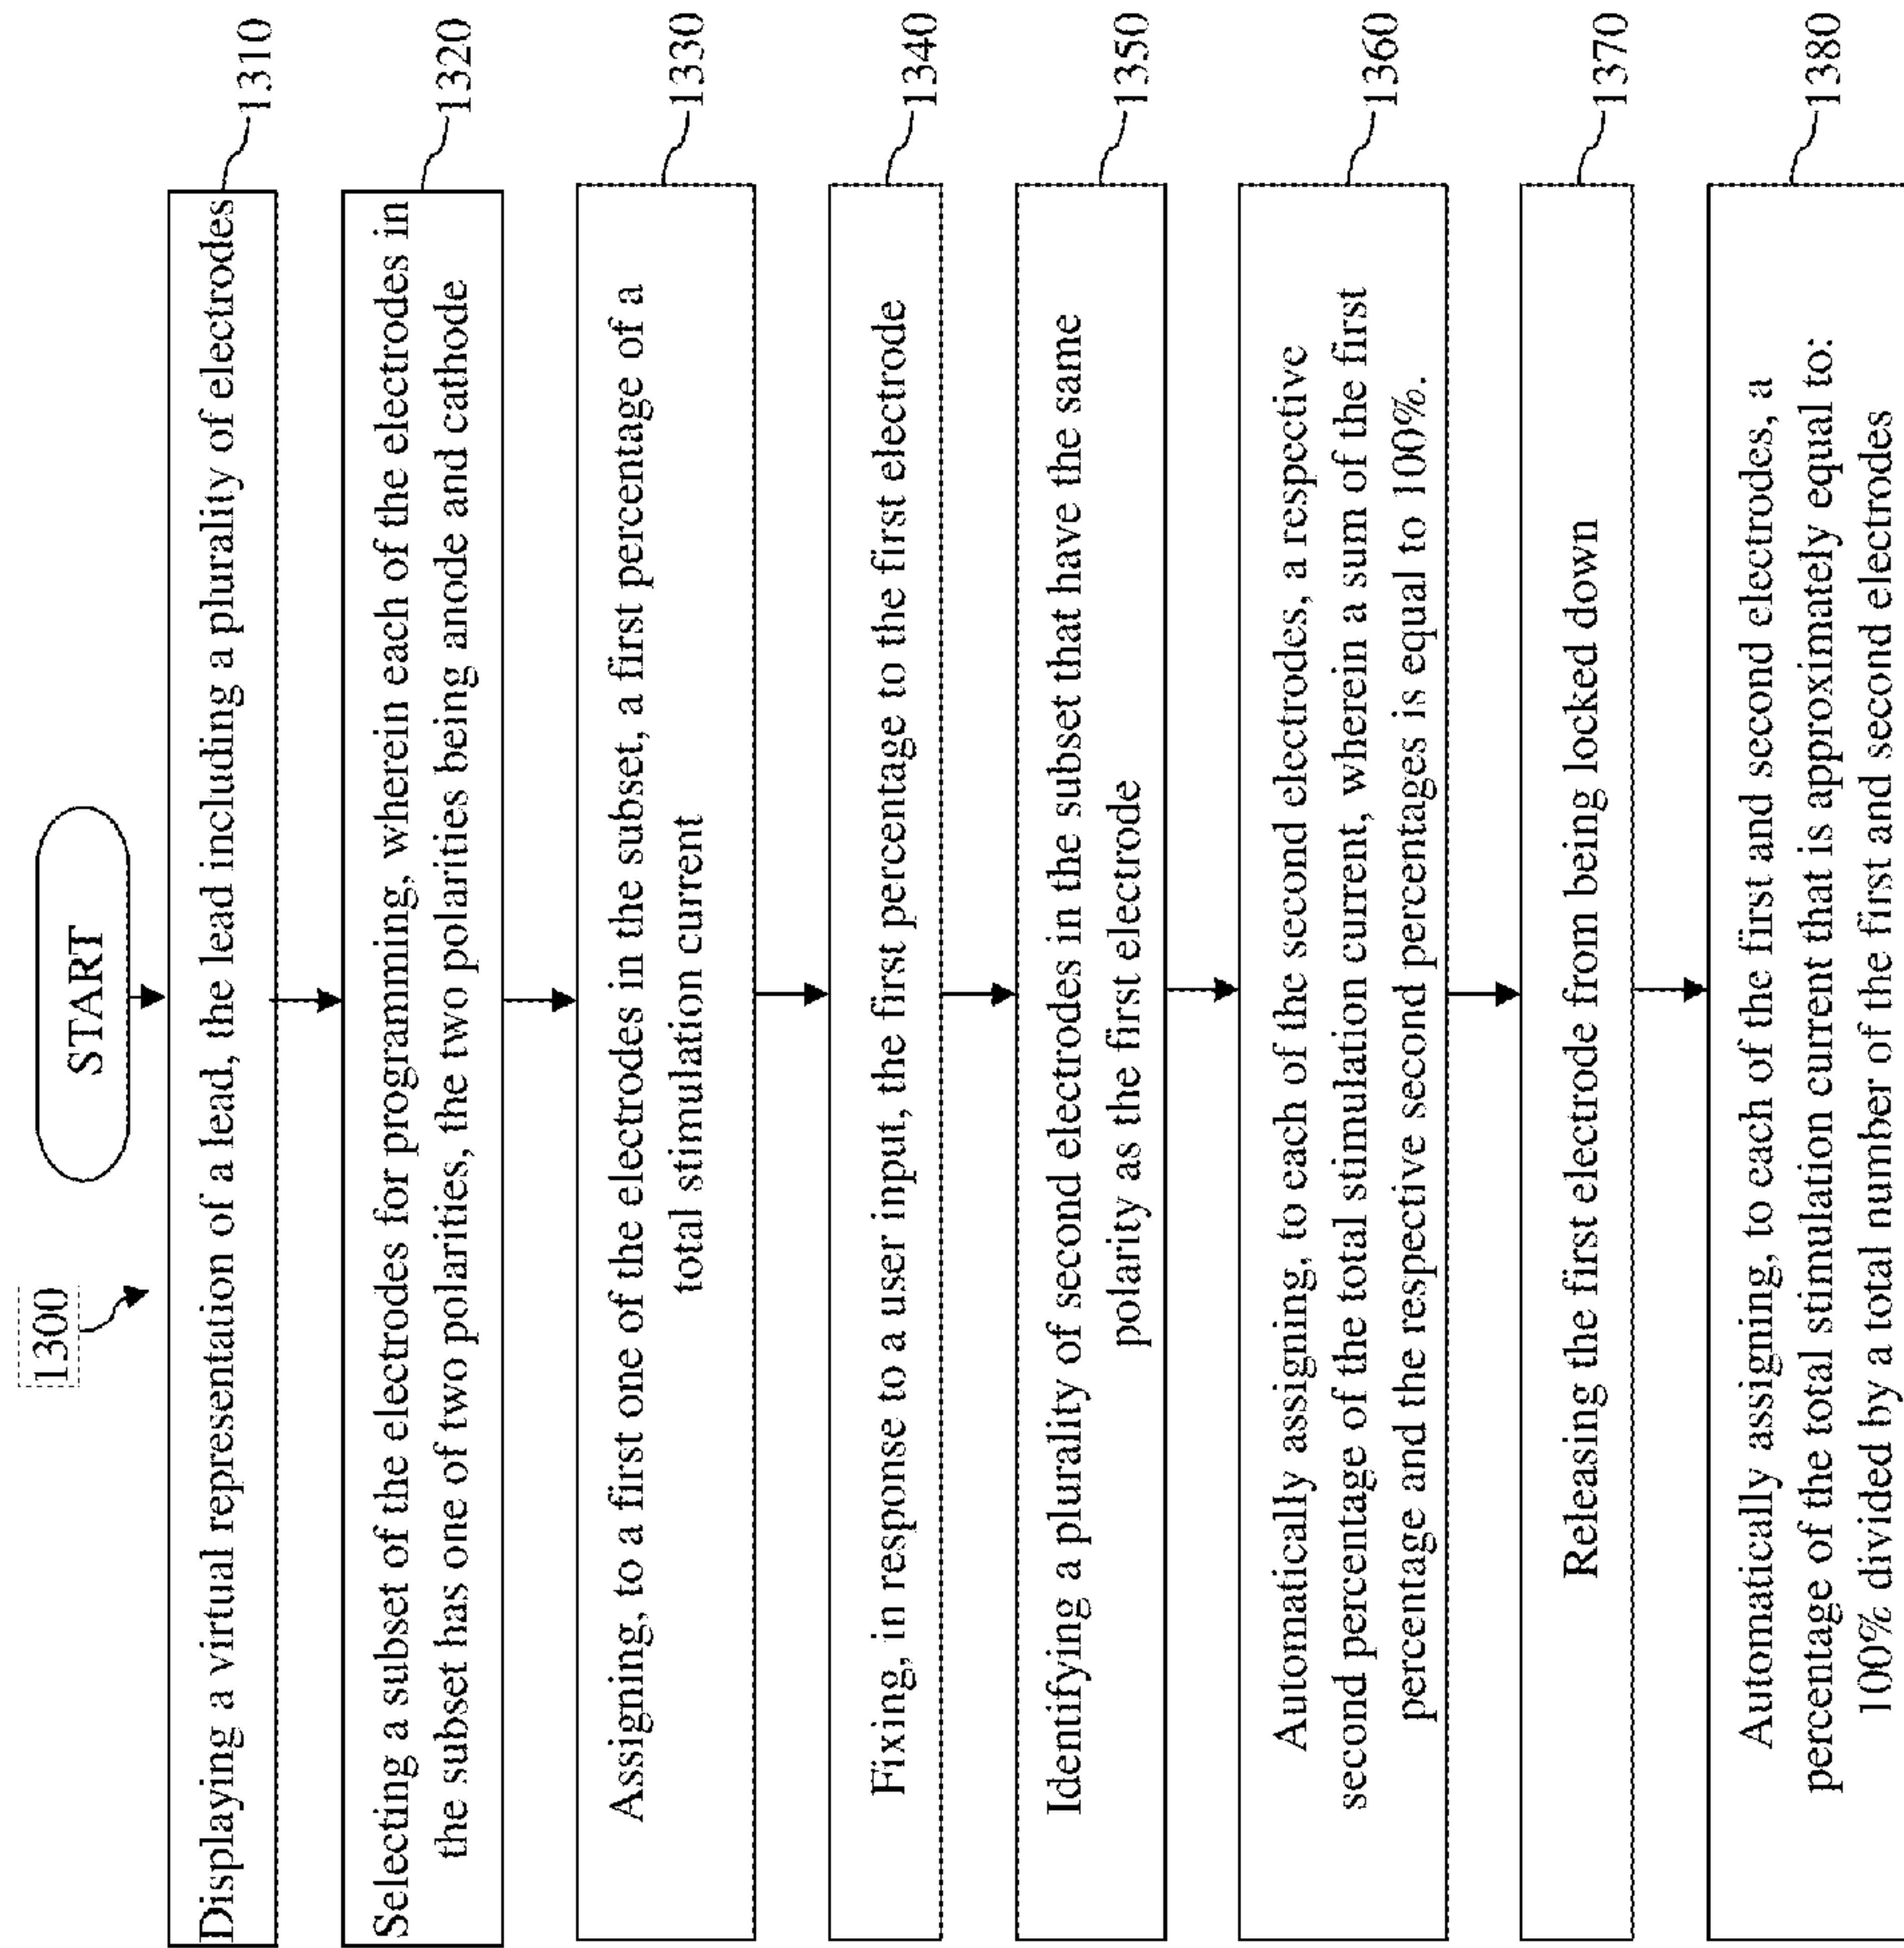 1300
START
Displaying a virtual representation of a lead, the lead including a plurality of electrodes
1310
Selecting a subset of the electrodes for programming, wherein each of the electrodes in
the subset has one of two polarities, the two polarities being anode and cathode
1320
Assigning, to a first one of the electrodes in the subset, a first percentage of a
total stimulation current
1330
Fixing, in response to a user input, the first percentage to the first electrode
1340
Identifying a plurality of second electrodes in the subset that have the same
polarity as the first electrode
1350
Automatically assigning, to each of the second electrodes, a respective
second percentage of the total stimulation current, wherein a sum of the first
percentage and the respective second percentages is equal to 100%.
1360
Releasing the first electrode from being locked down
1370
Automatically assigning, to each of the first and second electrodes, a
percentage of the total stimulation current that is approximately equal to:
100% divided by a total number of the first and second electrodes
1380